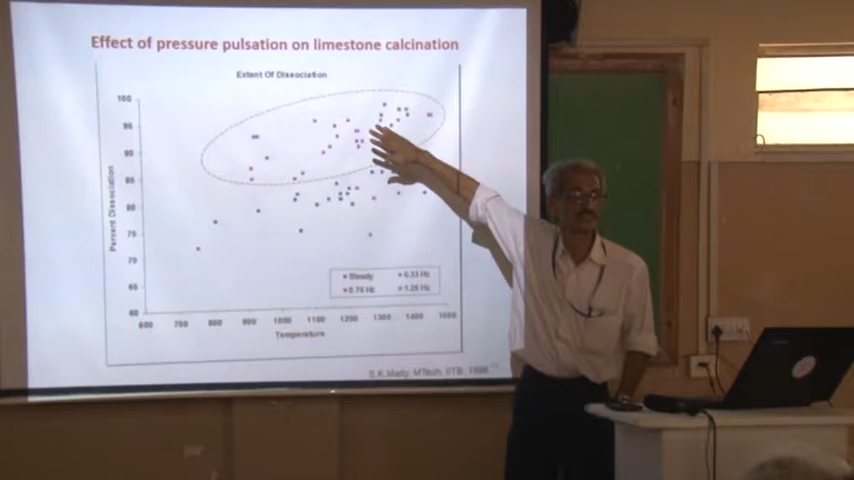 Effect of pressure pulsation on limestone calcination
Extent Of Dissociation
100
95
90
85
80
75
70
65
60
Percent Dissociation
Steady
0.33 Hz
0.78 Hz
1.26 Hz
600 700 800 900 1000 1100 1200 1300 1400 1500
Temperature
MTech, IITB, 1996